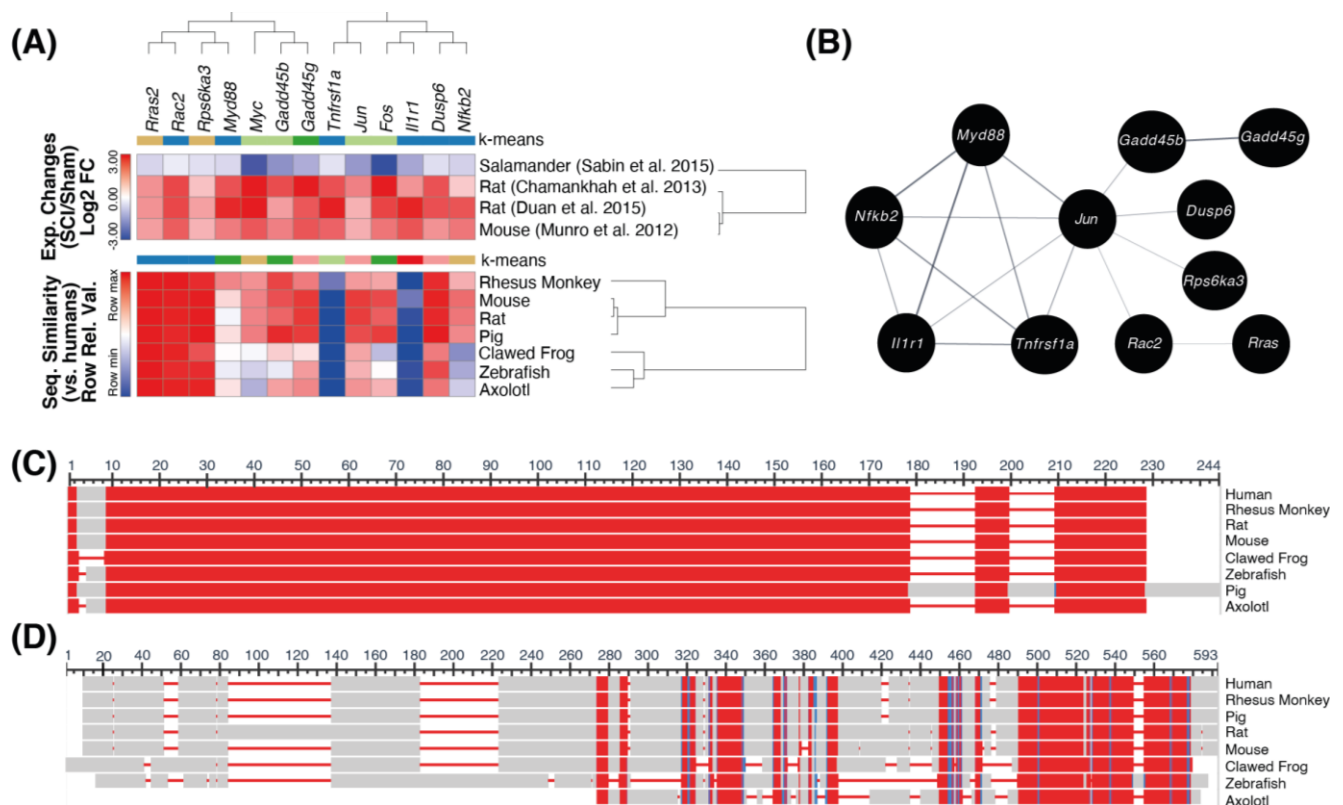 (A)
Rras2 Rac2 Rps6ka3 Myd88 Myc Gadd45b Gadd45g Tnfrsf1a Jun Fos Il1r1 Dusp6 Nfkb2
k-means
Exp. Changes
(SCI/Sham)
Log2 FC
-3.00 0.00 3.00
Salamander (Sabin et al. 2015)
Rat (Chamankhah et al. 2013)
Rat (Duan et al. 2015)
Mouse (Munro et al. 2012)
k-means
Seq. Similarity
(vs. humans)
Row Rel. Val.
Row min Row max
Rhesus Monkey
Mouse
Rat
Pig
Clawed Frog
Zebrafish
Axolotl
(B)
Myd88
Gadd45b
Gadd45g
Nfkb2
Jun
Dusp6
Rps6ka3
Il1r1
Tnfrsf1a
Rac2
Rras
(C)
1 10 20 30 40 50 60 70 80 90 100 110 120 130 140 150 160 170 180 190 200 210 220 230 244
Human
Rhesus Monkey
Rat
Mouse
Clawed Frog
Zebrafish
Pig
Axolotl
(D)
1 20 40 60 80 100 120 140 160 180 200 220 240 260 280 300 320 340 360 380 400 420 440 460 480 500 520 540 560 593
Human
Rhesus Monkey
Pig
Rat
Mouse
Clawed Frog
Zebrafish
Axolotl